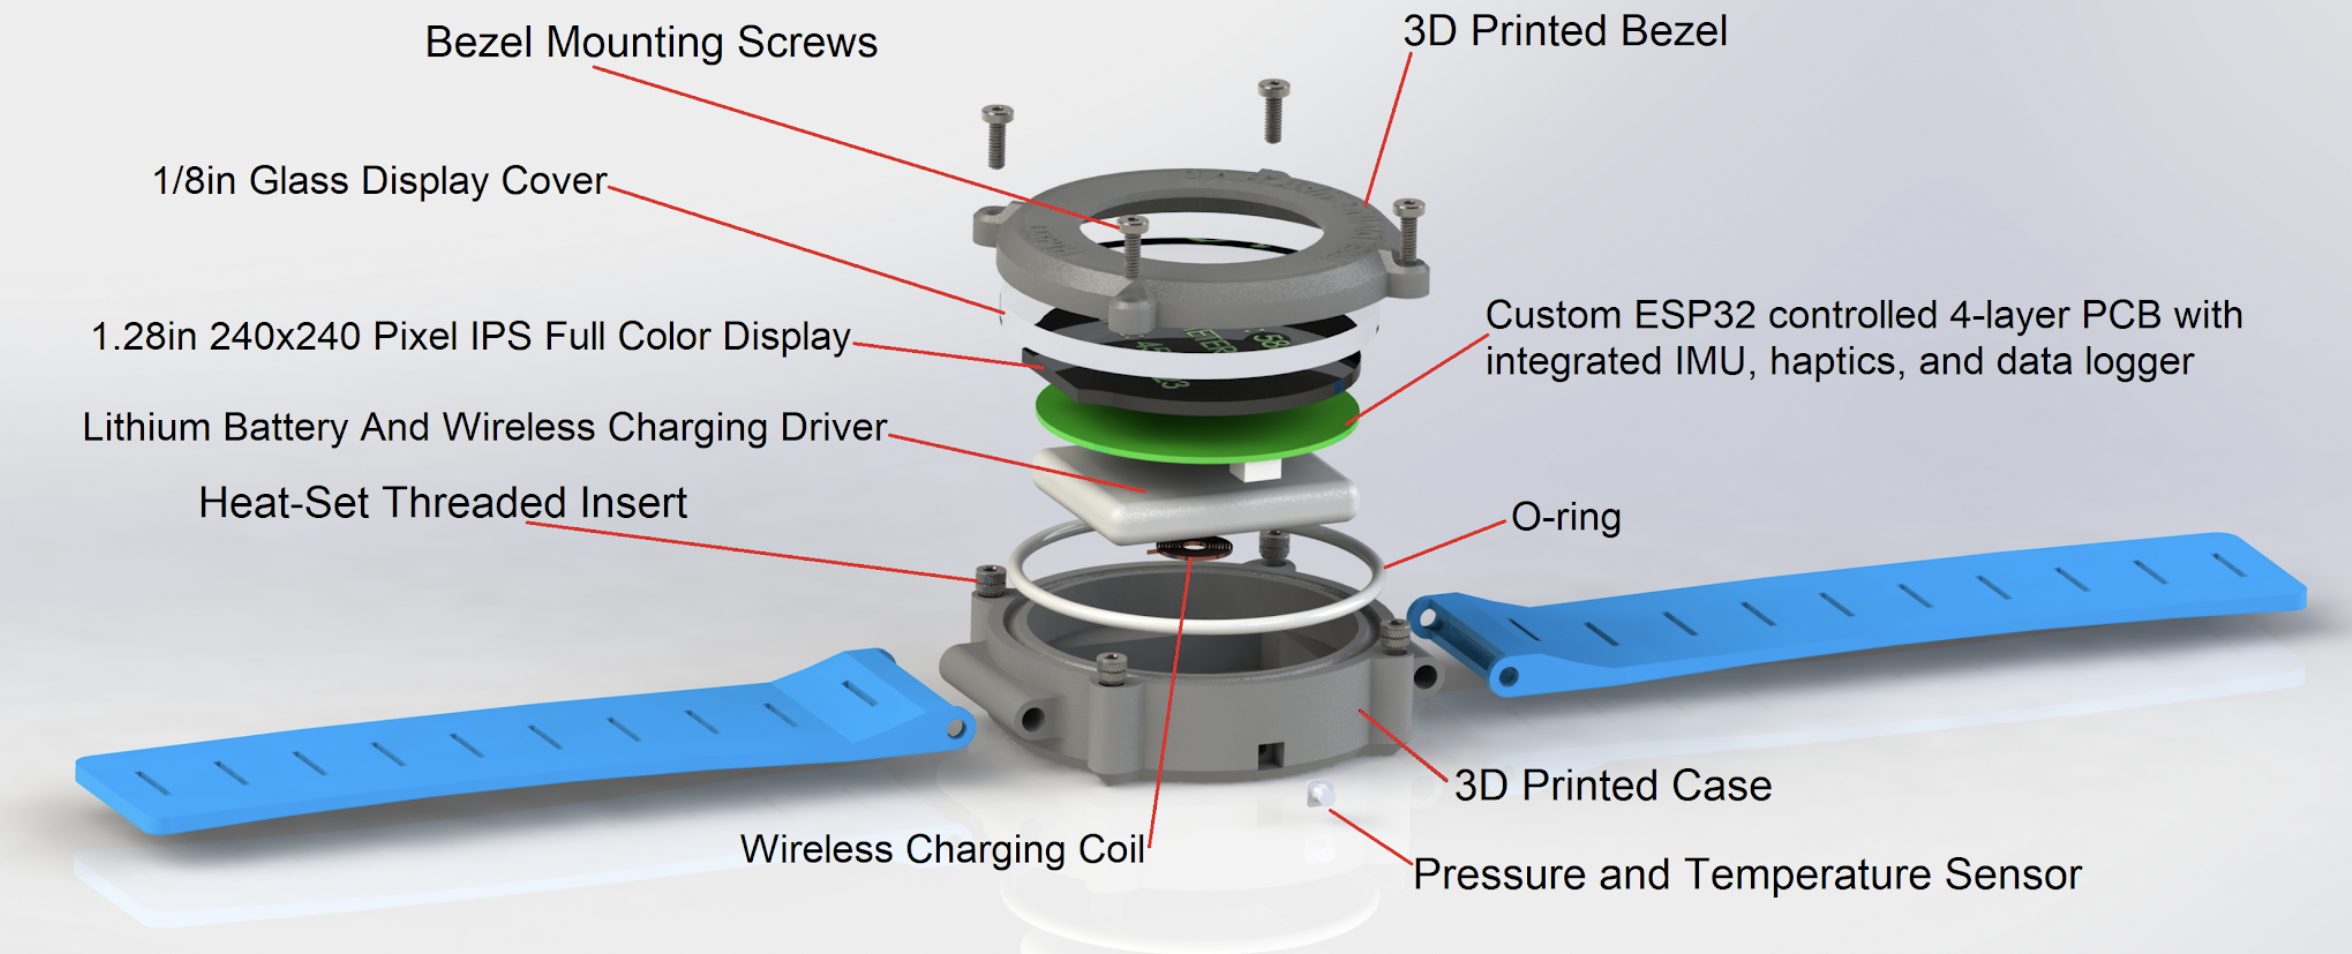 Bezel Mounting Screws
3D Printed Bezel
1/8in Glass Display Cover
1.28in 240x240 Pixel IPS Full Color Display
Custom ESP32 controlled 4-layer PCB with
integrated IMU, haptics, and data logger
Lithium Battery And Wireless Charging Driver
Heat-Set Threaded Insert
O-ring
3D Printed Case
Wireless Charging Coil
Pressure and Temperature Sensor